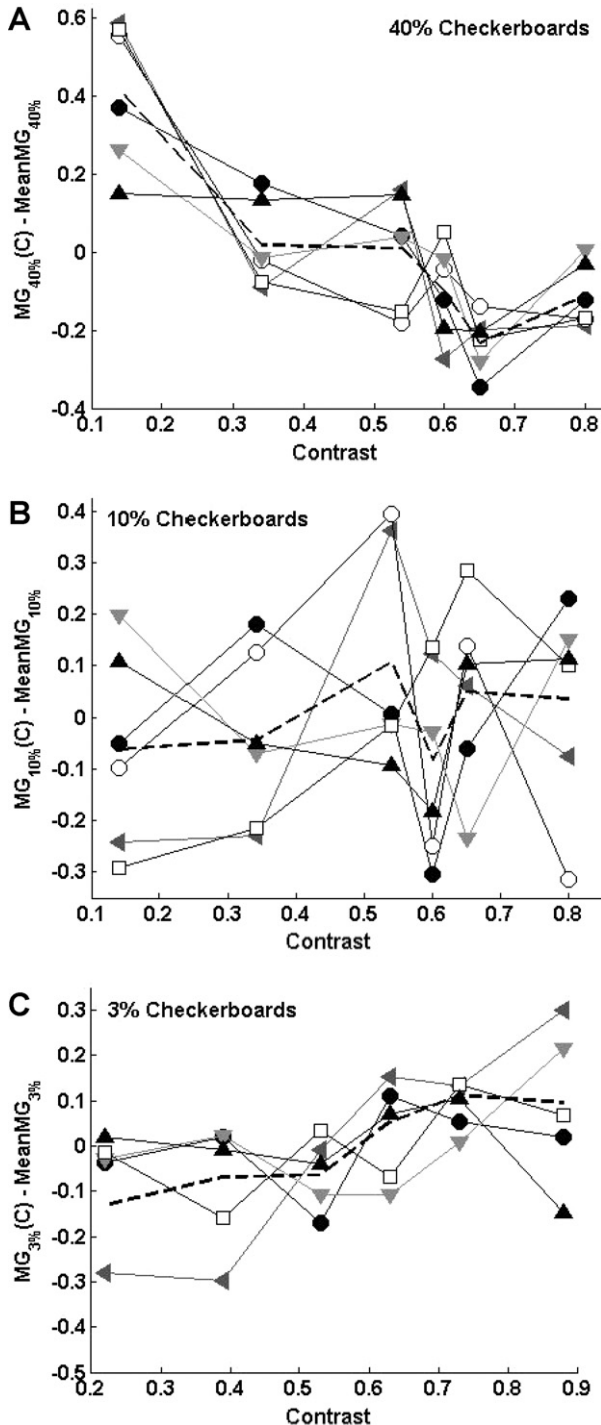 A
40% Checkerboards
MG40%(C) - MeanMG40%
0.6
0.4
0.2
0
-0.2
-0.4
0.1 0.2 0.3 0.4 0.5 0.6 0.7 0.8
Contrast
B
10% Checkerboards
MG10%(C) - MeanMG10%
0.4
0.3
0.2
0.1
0
-0.1
-0.2
-0.3
0.1 0.2 0.3 0.4 0.5 0.6 0.7 0.8
Contrast
C
3% Checkerboards
MG3%(C) - MeanMG3%
0.3
0.2
0.1
0
-0.1
-0.2
-0.3
-0.4
-0.5
0.2 0.3 0.4 0.5 0.6 0.7 0.8 0.9
Contrast